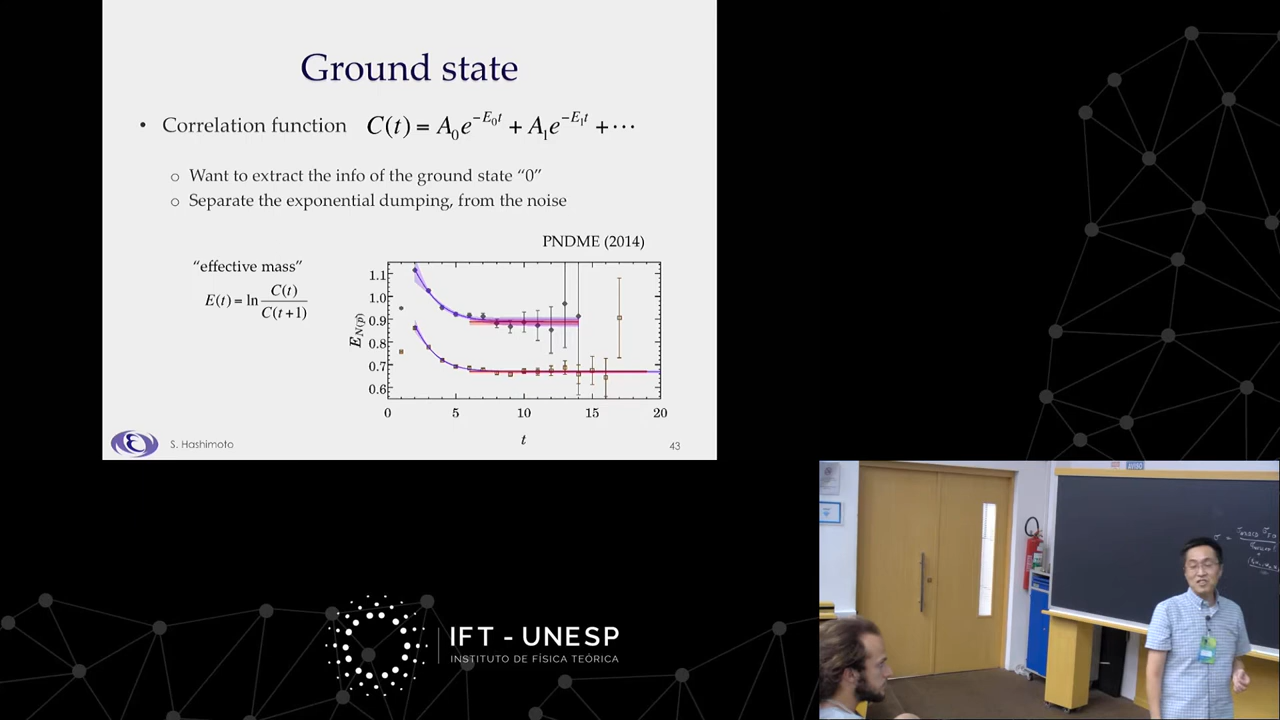 Ground state
• Correlation function C(t) = A₀e^{−E₀t} + A₁e^{−E₁t} + ⋯
○ Want to extract the info of the ground state “0”
○ Separate the exponential dumping, from the noise
PNDME (2014)
“effective mass”
E(t) = ln C(t) / C(t+1)
E_{N(p)}
1.1
1.0
0.9
0.8
0.7
0.6
0 5 10 15 20
t
S. Hashimoto
43
IFT - UNESP
INSTITUTO DE FÍSICA TEÓRICA
AVISO